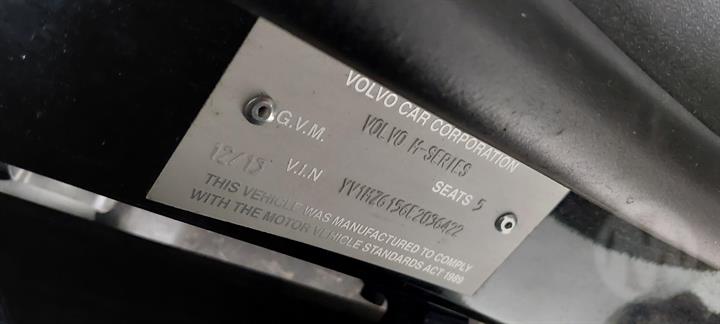 VOLVO CAR CORPORATION
VOLVO M-SERIES
G.V.M. SEATS 5
12/13 V.I.N YV1MZ6156E2036422
THIS VEHICLE WAS MANUFACTURED TO COMPLY
WITH THE MOTOR VEHICLE STANDARDS ACT 1989